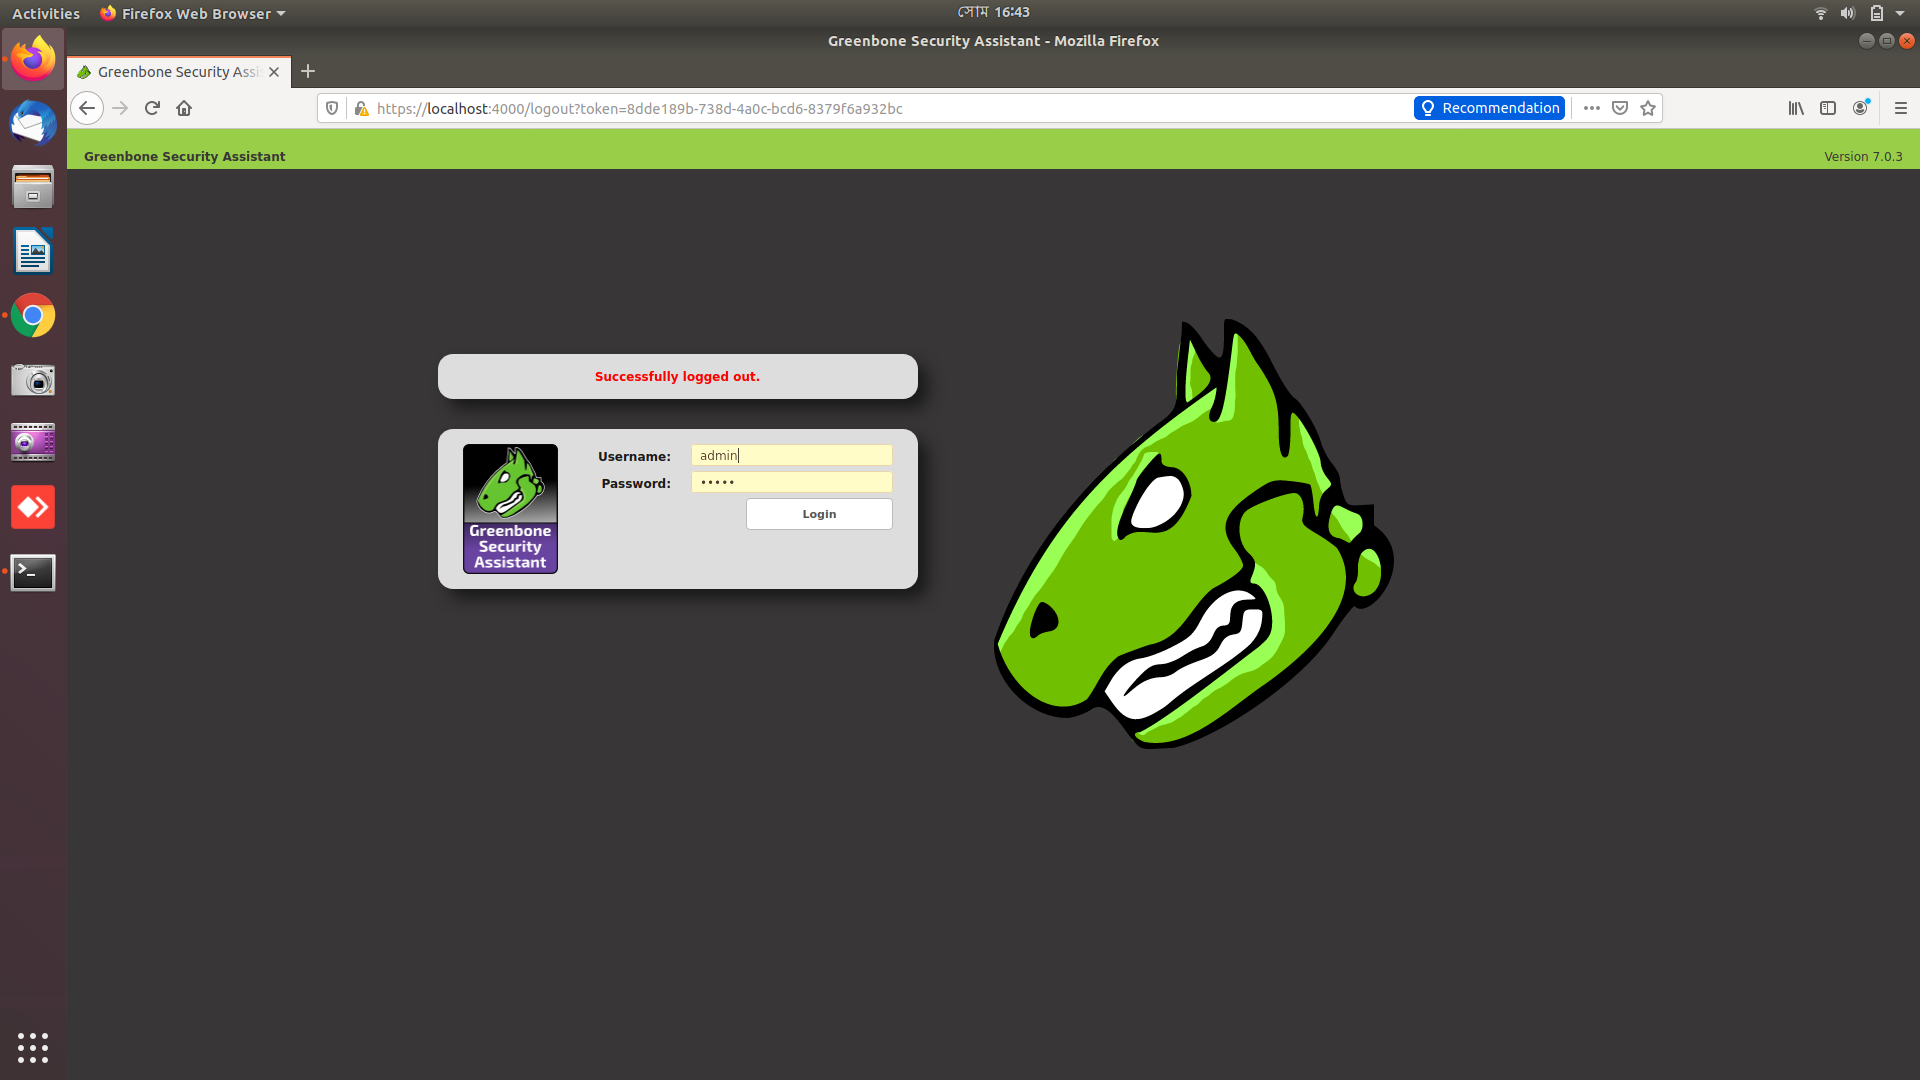 Activities
Firefox Web Browser
সোম 16:43
Greenbone Security Assistant - Mozilla Firefox
Greenbone Security Assis
https://localhost:4000/logout?token=8dde189b-738d-4a0c-bcd6-8379f6a932bc
Recommendation
Greenbone Security Assistant
Version 7.0.3
Successfully logged out.
Username: admin
Password: •••••
Login
Greenbone
Security
Assistant